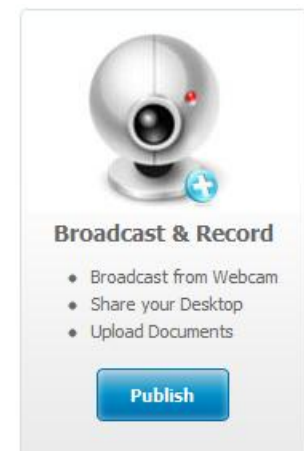 Broadcast & Record
• Broadcast from Webcam
• Share your Desktop
• Upload Documents
Publish